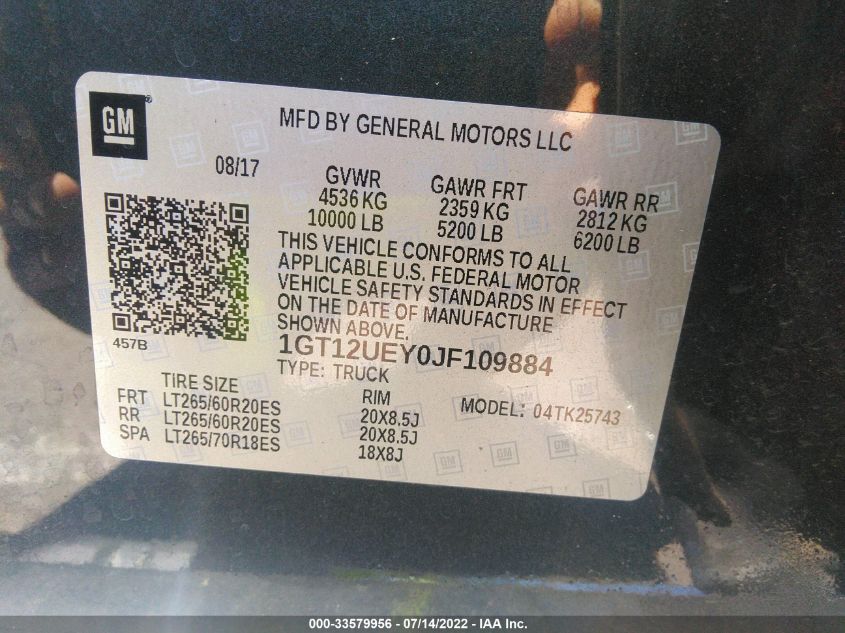 GM
MFD BY GENERAL MOTORS LLC
08/17
GVWR GAWR FRT GAWR RR
4536 KG 2359 KG 2812 KG
10000 LB 5200 LB 6200 LB
THIS VEHICLE CONFORMS TO ALL
APPLICABLE U.S. FEDERAL MOTOR
VEHICLE SAFETY STANDARDS IN EFFECT
ON THE DATE OF MANUFACTURE
SHOWN ABOVE.
457B
1GT12UEY0JF109884
TYPE: TRUCK
TIRE SIZE RIM MODEL: 04TK25743
FRT LT265/60R20ES 20X8.5J
RR LT265/60R20ES 20X8.5J
SPA LT265/70R18ES 18X8J
000-33579956 - 07/14/2022 - IAA Inc.